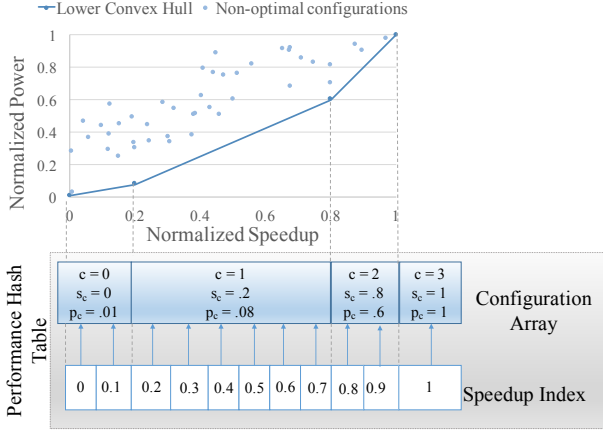 Lower Convex Hull
Non-optimal configurations
Normalized Power
1
0.8
0.6
0.4
0.2
0
0 0.2 0.4 0.6 0.8 1
Normalized Speedup
Performance Hash
Table
c = 0
s_c = 0
p_c = .01
c = 1
s_c = .2
p_c = .08
c = 2
s_c = .8
p_c = .6
c = 3
s_c = 1
p_c = 1
Configuration
Array
0 0.1 0.2 0.3 0.4 0.5 0.6 0.7 0.8 0.9 1
Speedup Index